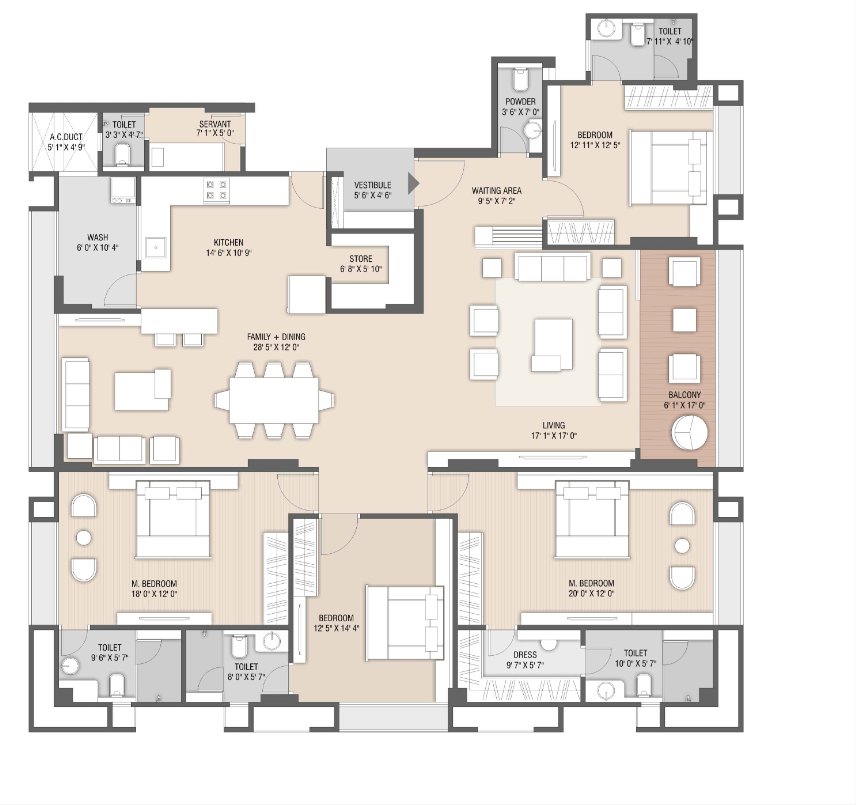 TOILET
7' 11" X 4' 10"
POWDER
3' 6" X 7' 0"
A.C.DUCT
5' 1" X 4' 9"
TOILET
3' 3" X 4' 7"
SERVANT
7' 1" X 5' 0"
BEDROOM
12' 11" X 12' 5"
VESTIBULE
5' 6" X 4' 6"
WAITING AREA
9' 5" X 7' 2"
WASH
6' 0" X 10' 4"
KITCHEN
14' 6" X 10' 9"
STORE
6' 8" X 5' 10"
FAMILY + DINING
28' 5" X 12' 0"
BALCONY
6' 1" X 17' 0"
LIVING
17' 1" X 17' 0"
M. BEDROOM
18' 0" X 12' 0"
M. BEDROOM
20' 0" X 12' 0"
BEDROOM
12' 5" X 14' 4"
TOILET
9' 6" X 5' 7"
TOILET
8' 0" X 5' 7"
DRESS
9' 7" X 5' 7"
TOILET
10' 0" X 5' 7"